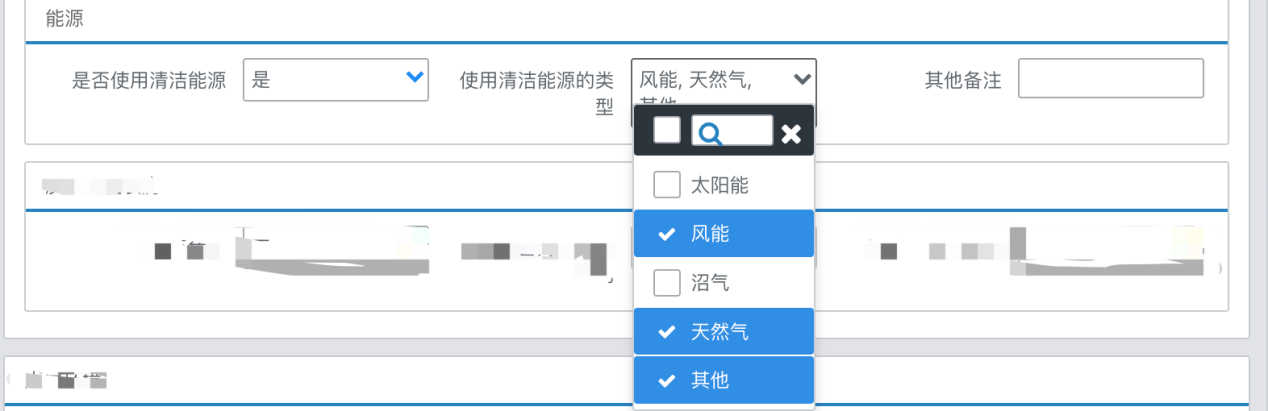 能源
是否使用清洁能源
是
使用清洁能源的类
型
风能, 天然气,
其他
其他备注
太阳能
风能
沼气
天然气
其他